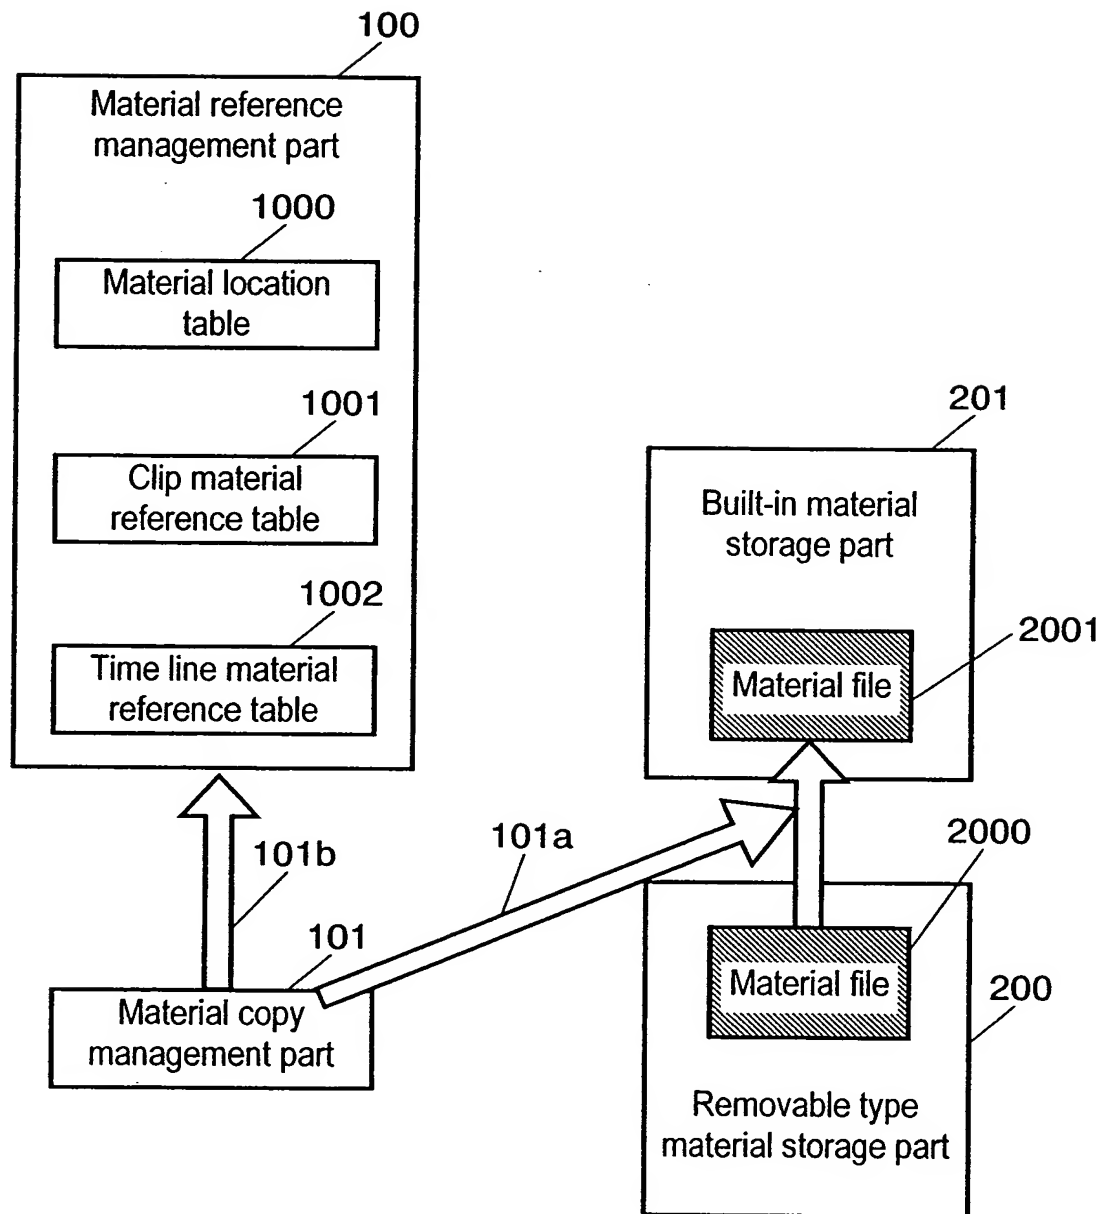 100
Material reference
management part
1000
Material location
table
1001
Clip material
reference table
1002
Time line material
reference table
201
Built-in material
storage part
2001
Material file
101b
101a
2000
101
Material copy
management part
Material file
200
Removable type
material storage part